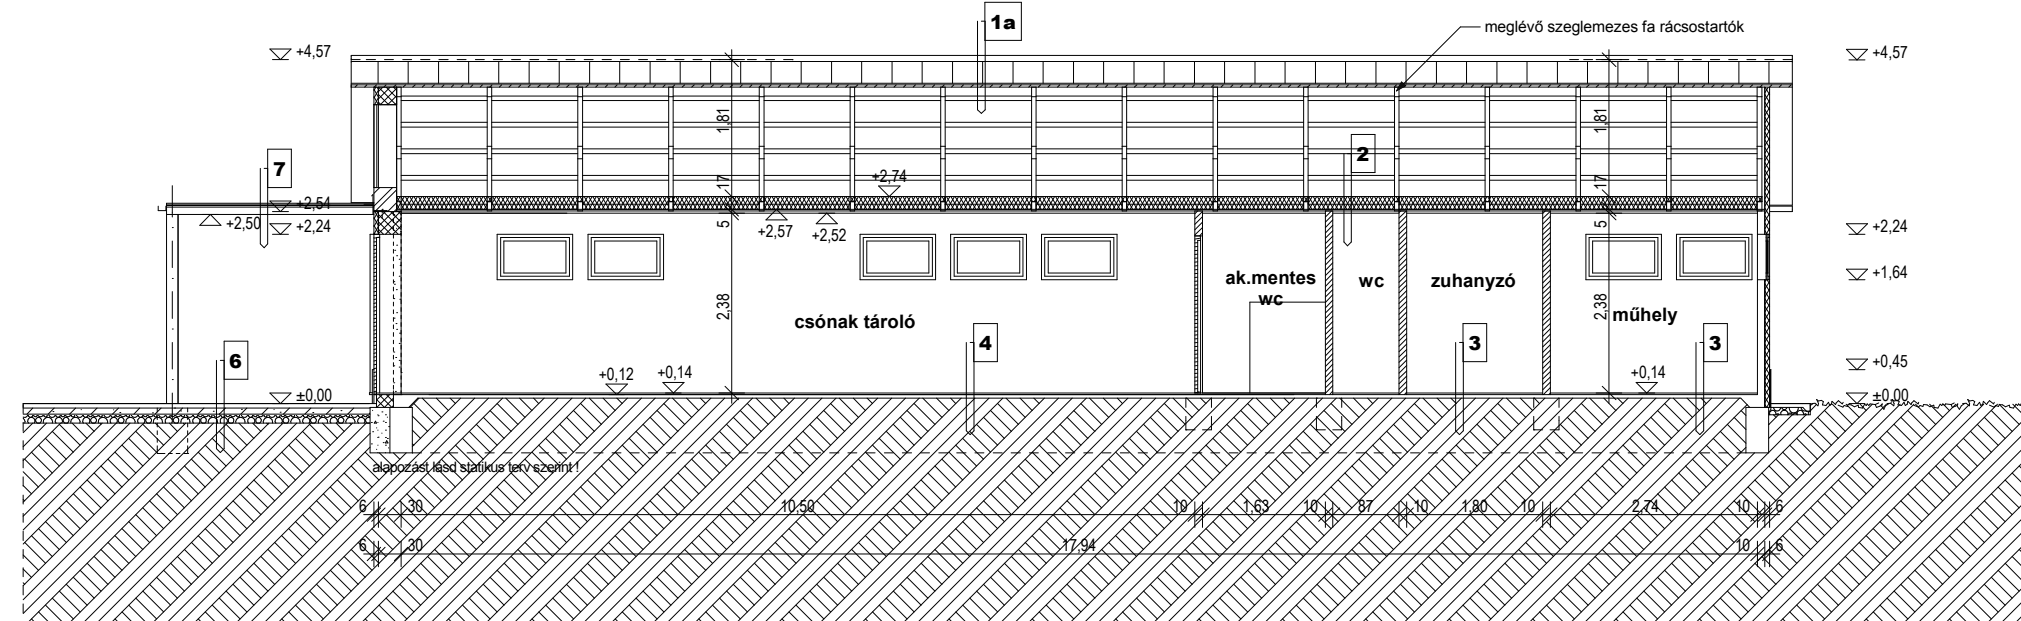 1a
meglévő szeglemezes fa rácsostartók
+4,57
+4,57
1,81
1,81
7
2
+2,74
17
17
+2,54
+2,50
+2,24
5
+2,57
+2,52
5
+2,24
ak.mentes
wc
wc
zuhanyzó
+1,64
2,38
2,38
csónak tároló
műhely
6
4
3
3
+0,45
+0,12
+0,14
+0,14
±0,00
±0,00
alapozást lásd statikus terv szerint !
6 30 10,50 10 1,63 10 87 10 1,80 10 2,74 10 6
6 30 17,94 10 6